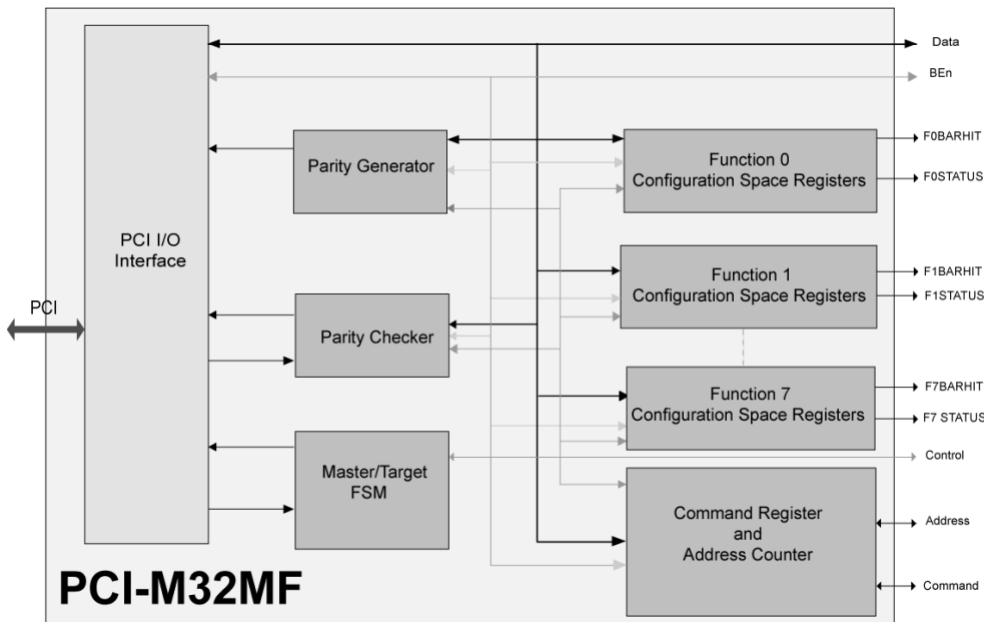 Data
BEn
Parity Generator
Function 0
Configuration Space Registers
F0BARHIT
F0STATUS
PCI I/O
Interface
Function 1
Configuration Space Registers
F1BARHIT
F1STATUS
PCI
Parity Checker
Function 7
Configuration Space Registers
F7BARHIT
F7 STATUS
Control
Master/Target
FSM
Command Register
and
Address Counter
Address
Command
PCI-M32MF